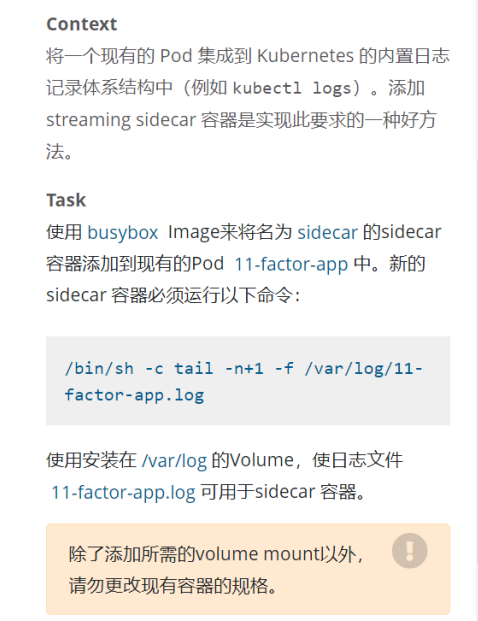 Context
将一个现有的 Pod 集成到 Kubernetes 的内置日志
记录体系结构中（例如 kubectl logs）。添加
streaming sidecar 容器是实现此要求的一种好方
法。
Task
使用 busybox Image来将名为 sidecar 的sidecar
容器添加到现有的Pod 11-factor-app 中。新的
sidecar 容器必须运行以下命令：
/bin/sh -c tail -n+1 -f /var/log/11-
factor-app.log
使用安装在 /var/log 的Volume，使日志文件
11-factor-app.log 可用于sidecar 容器。
除了添加所需的volume mount以外，
请勿更改现有容器的规格。